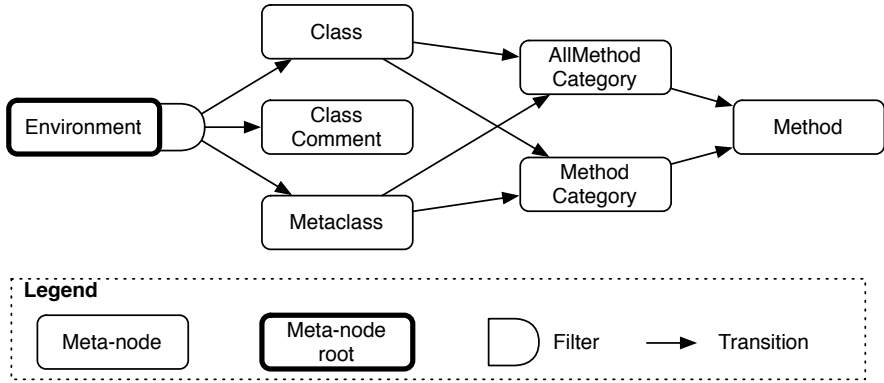 Class
AllMethod
Category
Environment
Class
Comment
Method
Method
Category
Metaclass
Legend
Meta-node
Meta-node
root
Filter
Transition